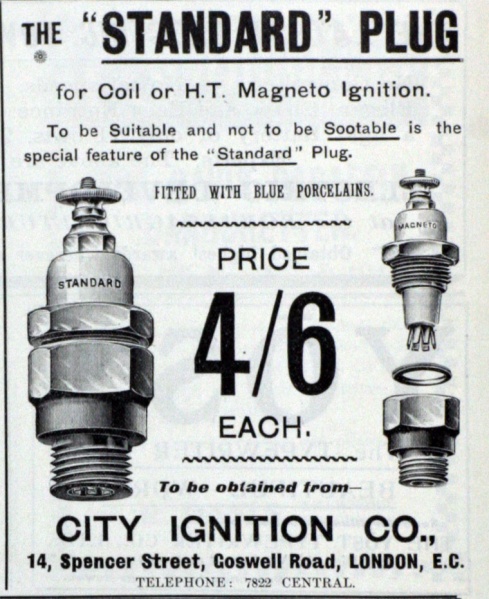 THE "STANDARD" PLUG
for Coil or H.T. Magneto Ignition.
To be Suitable and not to be Sootable is the
special feature of the "Standard" Plug.
FITTED WITH BLUE PORCELAINS.
STANDARD
MAGNETO
PRICE
4/6
EACH.
To be obtained from—
CITY IGNITION CO.,
14, Spencer Street, Goswell Road, LONDON, E.C.
TELEPHONE: 7822 CENTRAL.